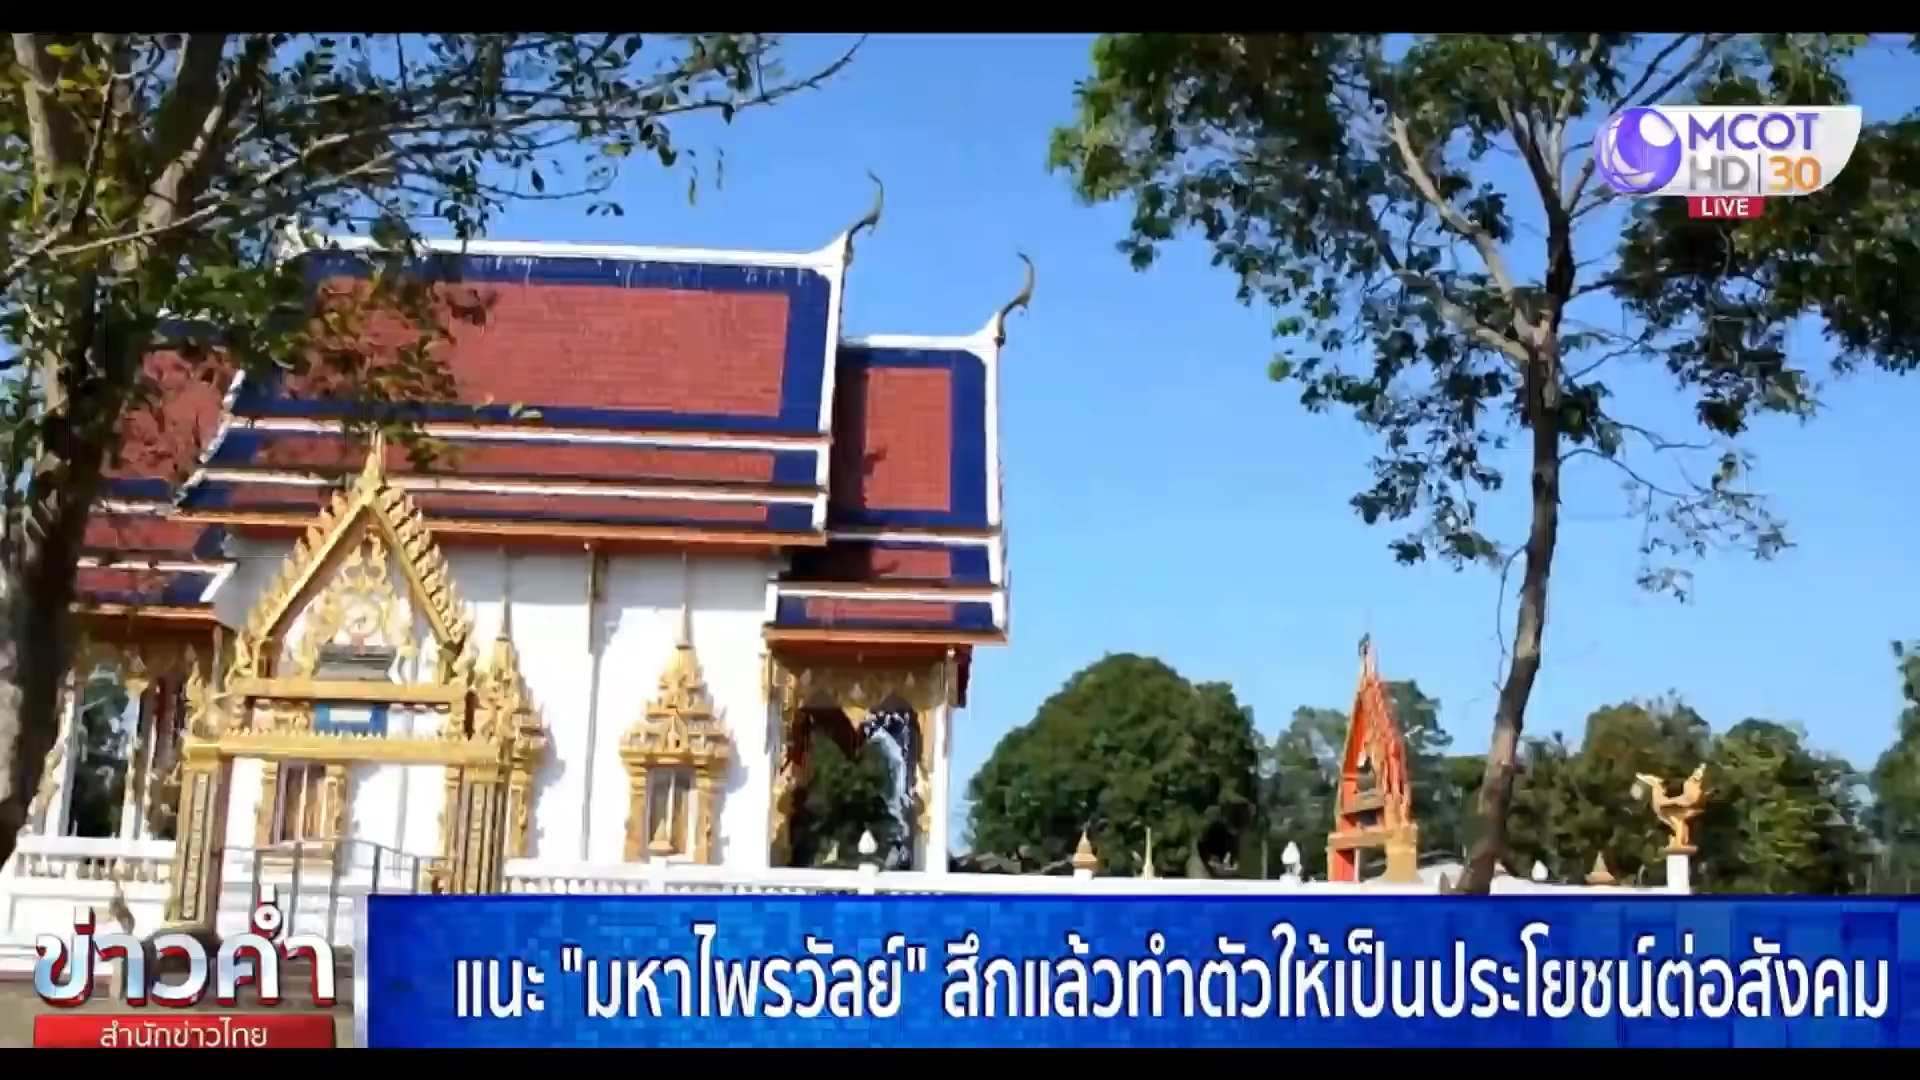 MCOT
HD 30
LIVE
ข่าวค่ำ
สำนักข่าวไทย
แนะ "มหาไพรวัลย์" สึกแล้วทำตัวให้เป็นประโยชน์ต่อสังคม